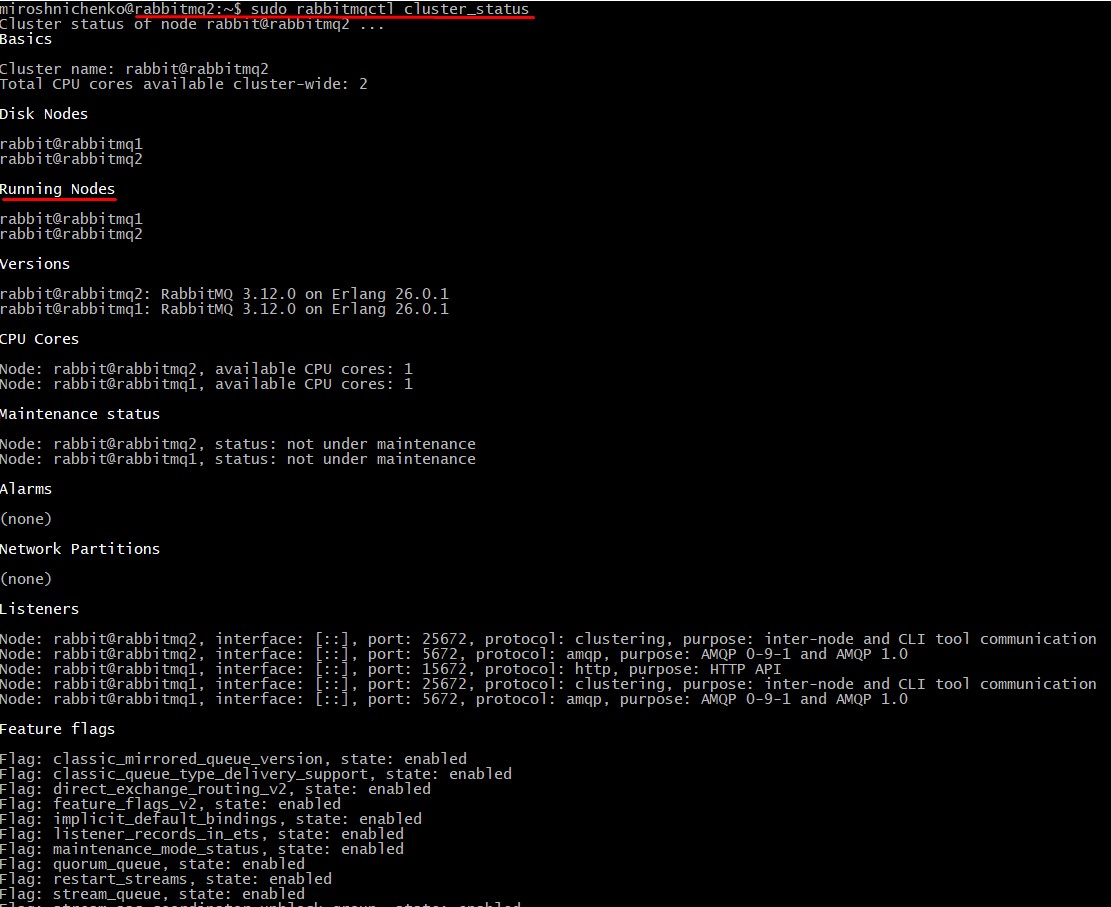 miroshnichenko@rabbitmq2:~$ sudo rabbitmqctl cluster_status
Cluster status of node rabbit@rabbitmq2 ...
Basics
Cluster name: rabbit@rabbitmq2
Total CPU cores available cluster-wide: 2
Disk Nodes
rabbit@rabbitmq1
rabbit@rabbitmq2
Running Nodes
rabbit@rabbitmq1
rabbit@rabbitmq2
Versions
rabbit@rabbitmq2: RabbitMQ 3.12.0 on Erlang 26.0.1
rabbit@rabbitmq1: RabbitMQ 3.12.0 on Erlang 26.0.1
CPU Cores
Node: rabbit@rabbitmq2, available CPU cores: 1
Node: rabbit@rabbitmq1, available CPU cores: 1
Maintenance status
Node: rabbit@rabbitmq2, status: not under maintenance
Node: rabbit@rabbitmq1, status: not under maintenance
Alarms
(none)
Network Partitions
(none)
Listeners
Node: rabbit@rabbitmq2, interface: [::], port: 25672, protocol: clustering, purpose: inter-node and CLI tool communication
Node: rabbit@rabbitmq2, interface: [::], port: 5672, protocol: amqp, purpose: AMQP 0-9-1 and AMQP 1.0
Node: rabbit@rabbitmq1, interface: [::], port: 15672, protocol: http, purpose: HTTP API
Node: rabbit@rabbitmq1, interface: [::], port: 25672, protocol: clustering, purpose: inter-node and CLI tool communication
Node: rabbit@rabbitmq1, interface: [::], port: 5672, protocol: amqp, purpose: AMQP 0-9-1 and AMQP 1.0
Feature flags
Flag: classic_mirrored_queue_version, state: enabled
Flag: classic_queue_type_delivery_support, state: enabled
Flag: direct_exchange_routing_v2, state: enabled
Flag: feature_flags_v2, state: enabled
Flag: implicit_default_bindings, state: enabled
Flag: listener_records_in_ets, state: enabled
Flag: maintenance_mode_status, state: enabled
Flag: quorum_queue, state: enabled
Flag: restart_streams, state: enabled
Flag: stream_queue, state: enabled